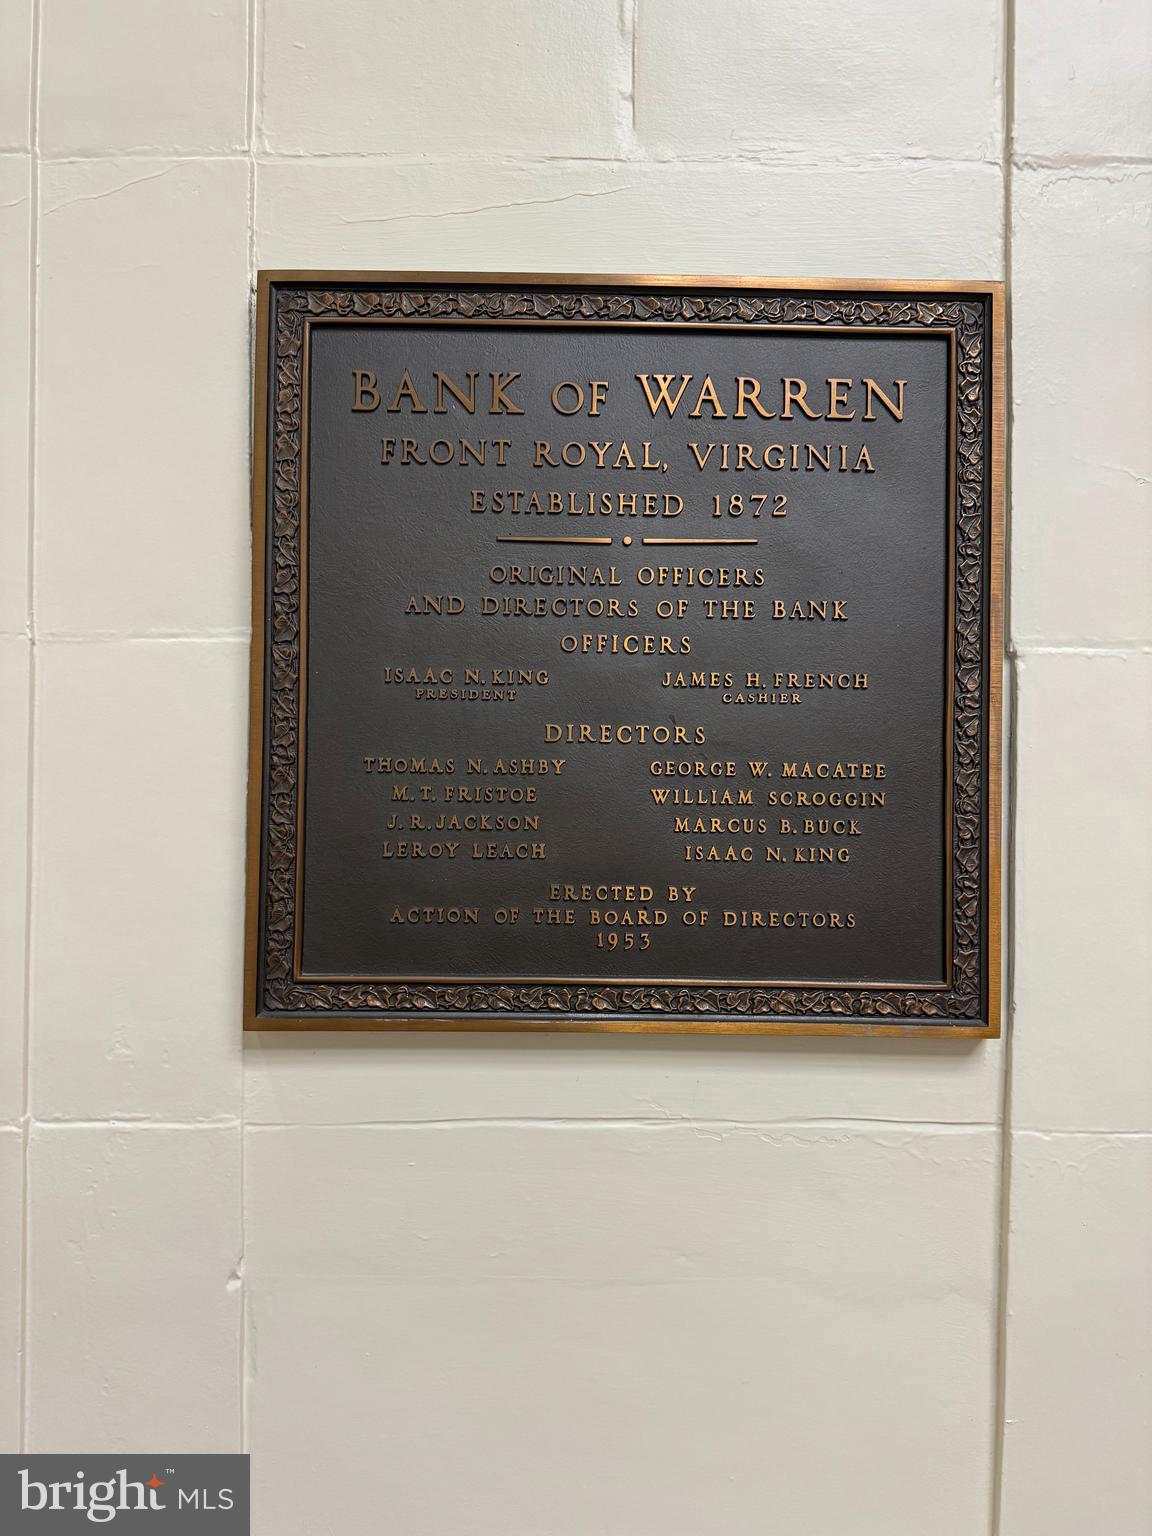 BANK OF WARREN
FRONT ROYAL, VIRGINIA
ESTABLISHED 1872
ORIGINAL OFFICERS
AND DIRECTORS OF THE BANK
OFFICERS
ISAAC N. KING JAMES H. FRENCH
PRESIDENT CASHIER
DIRECTORS
THOMAS N. ASHBY GEORGE W. MACATEE
M. T. FRISTOE WILLIAM SCROGGIN
J. R. JACKSON MARCUS B. BUCK
LEROY LEACH ISAAC N. KING
ERECTED BY
ACTION OF THE BOARD OF DIRECTORS
1953
bright™ MLS